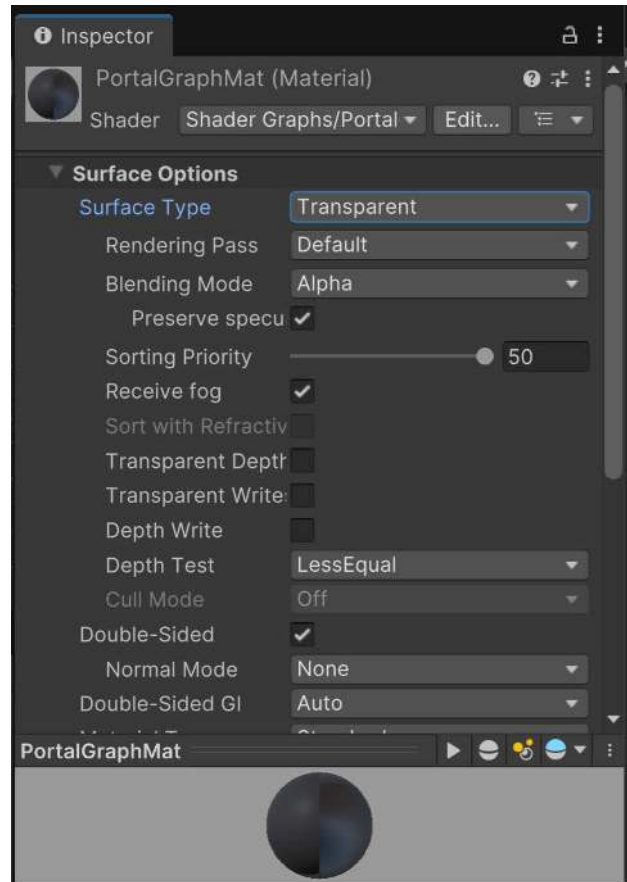 Inspector
PortalGraphMat (Material)
Shader Shader Graphs/Portal Edit...
Surface Options
Surface Type Transparent
Rendering Pass Default
Blending Mode Alpha
Preserve specu
Sorting Priority 50
Receive fog
Sort with Refractiv
Transparent Depth
Transparent Write
Depth Write
Depth Test LessEqual
Cull Mode Off
Double-Sided
Normal Mode None
Double-Sided GI Auto
PortalGraphMat